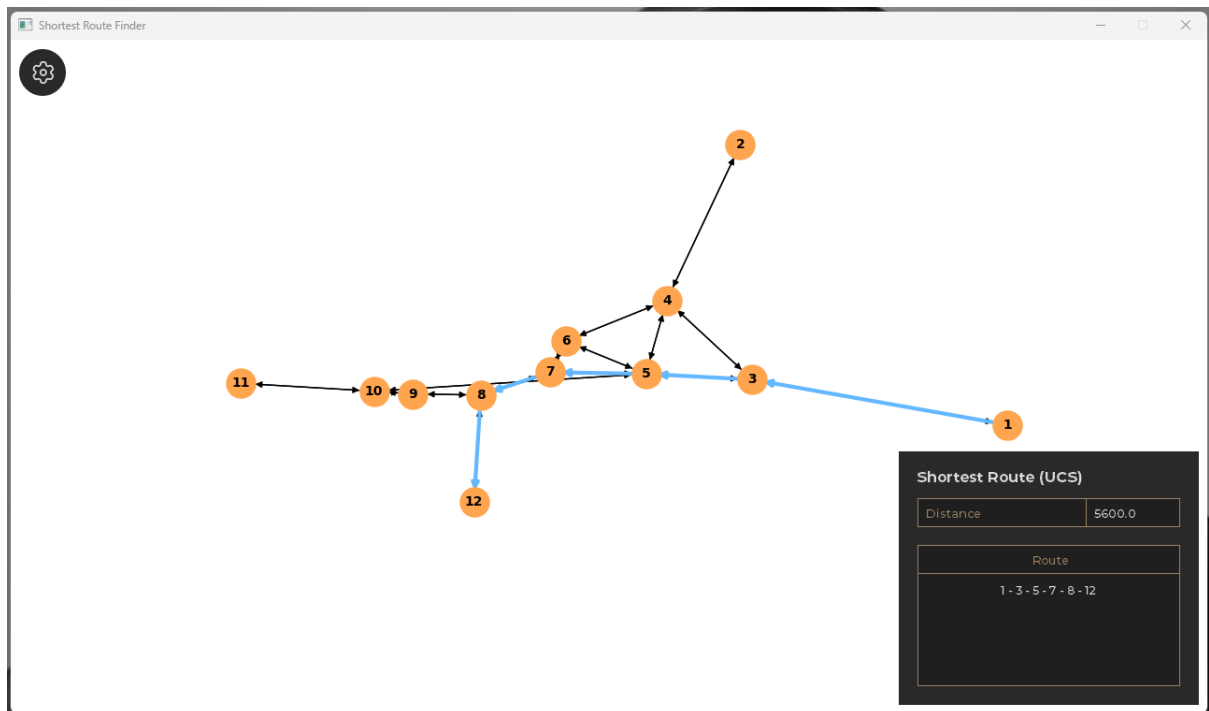 Shortest Route Finder
2
4
6
7
5
3
11
10
9
8
1
12
Shortest Route (UCS)
Distance 5600.0
Route
1 - 3 - 5 - 7 - 8 - 12